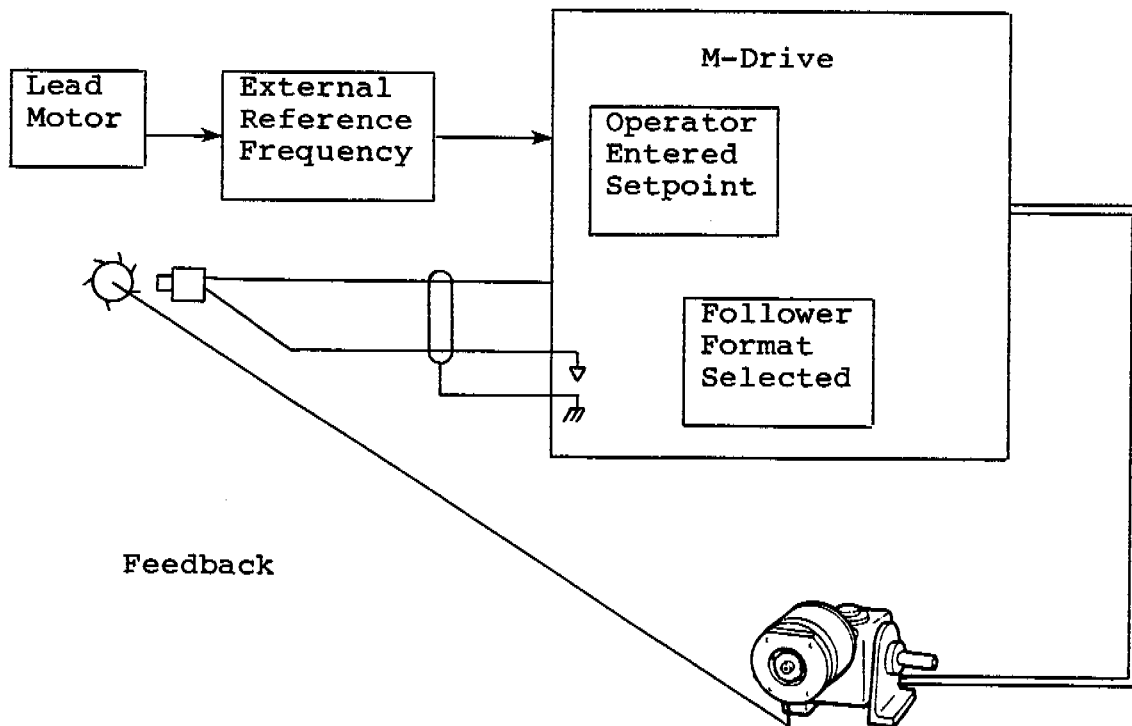 M-Drive
Lead
Motor
External
Reference
Frequency
Operator
Entered
Setpoint
Follower
Format
Selected
Feedback